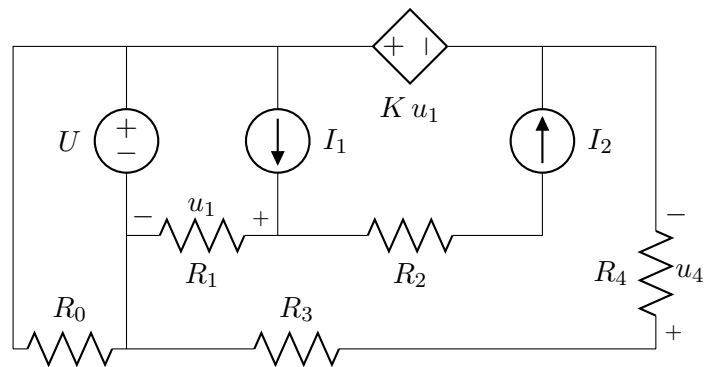 + −
K u₁
U + −
I₁
I₂
− u₁ +
−
R₁
R₂
R₄ u₄
R₀
R₃
+